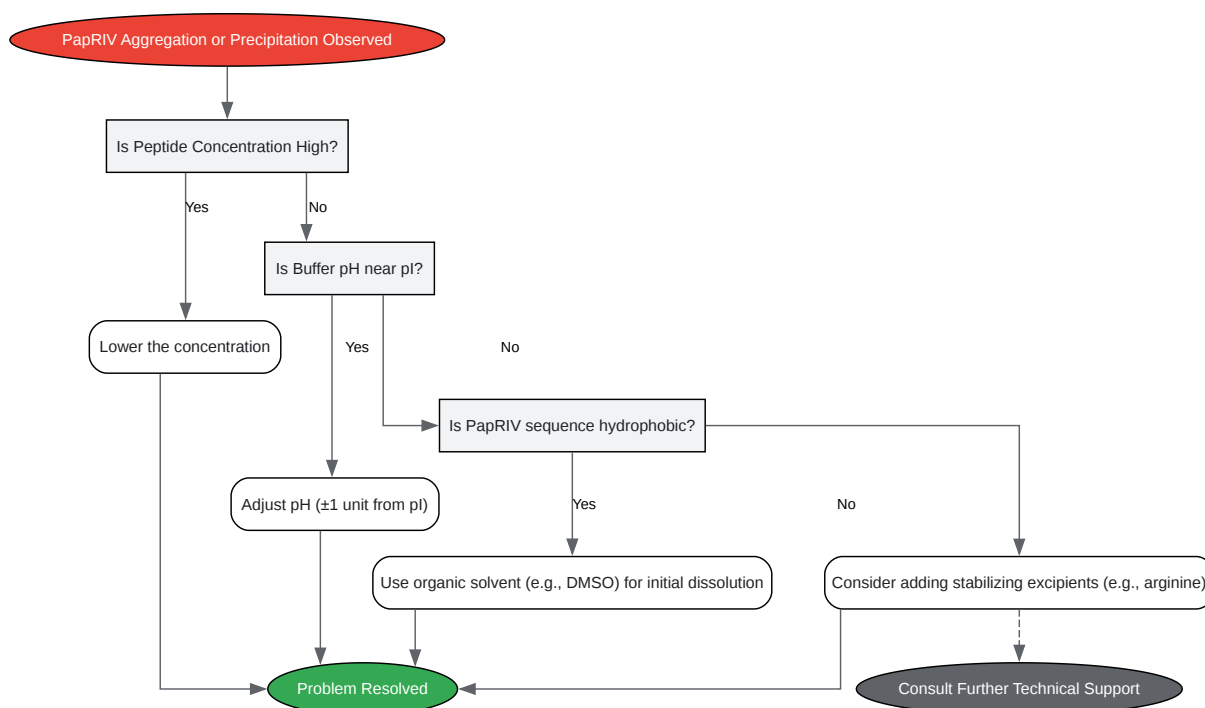 PapRIV Aggregation or Precipitation Observed
Is Peptide Concentration High?
Yes
No
Is Buffer pH near pI?
Lower the concentration
Yes
No
Is PapRIV sequence hydrophobic?
Adjust pH (±1 unit from pI)
Yes
No
Use organic solvent (e.g., DMSO) for initial dissolution
Consider adding stabilizing excipients (e.g., arginine)
Problem Resolved
Consult Further Technical Support